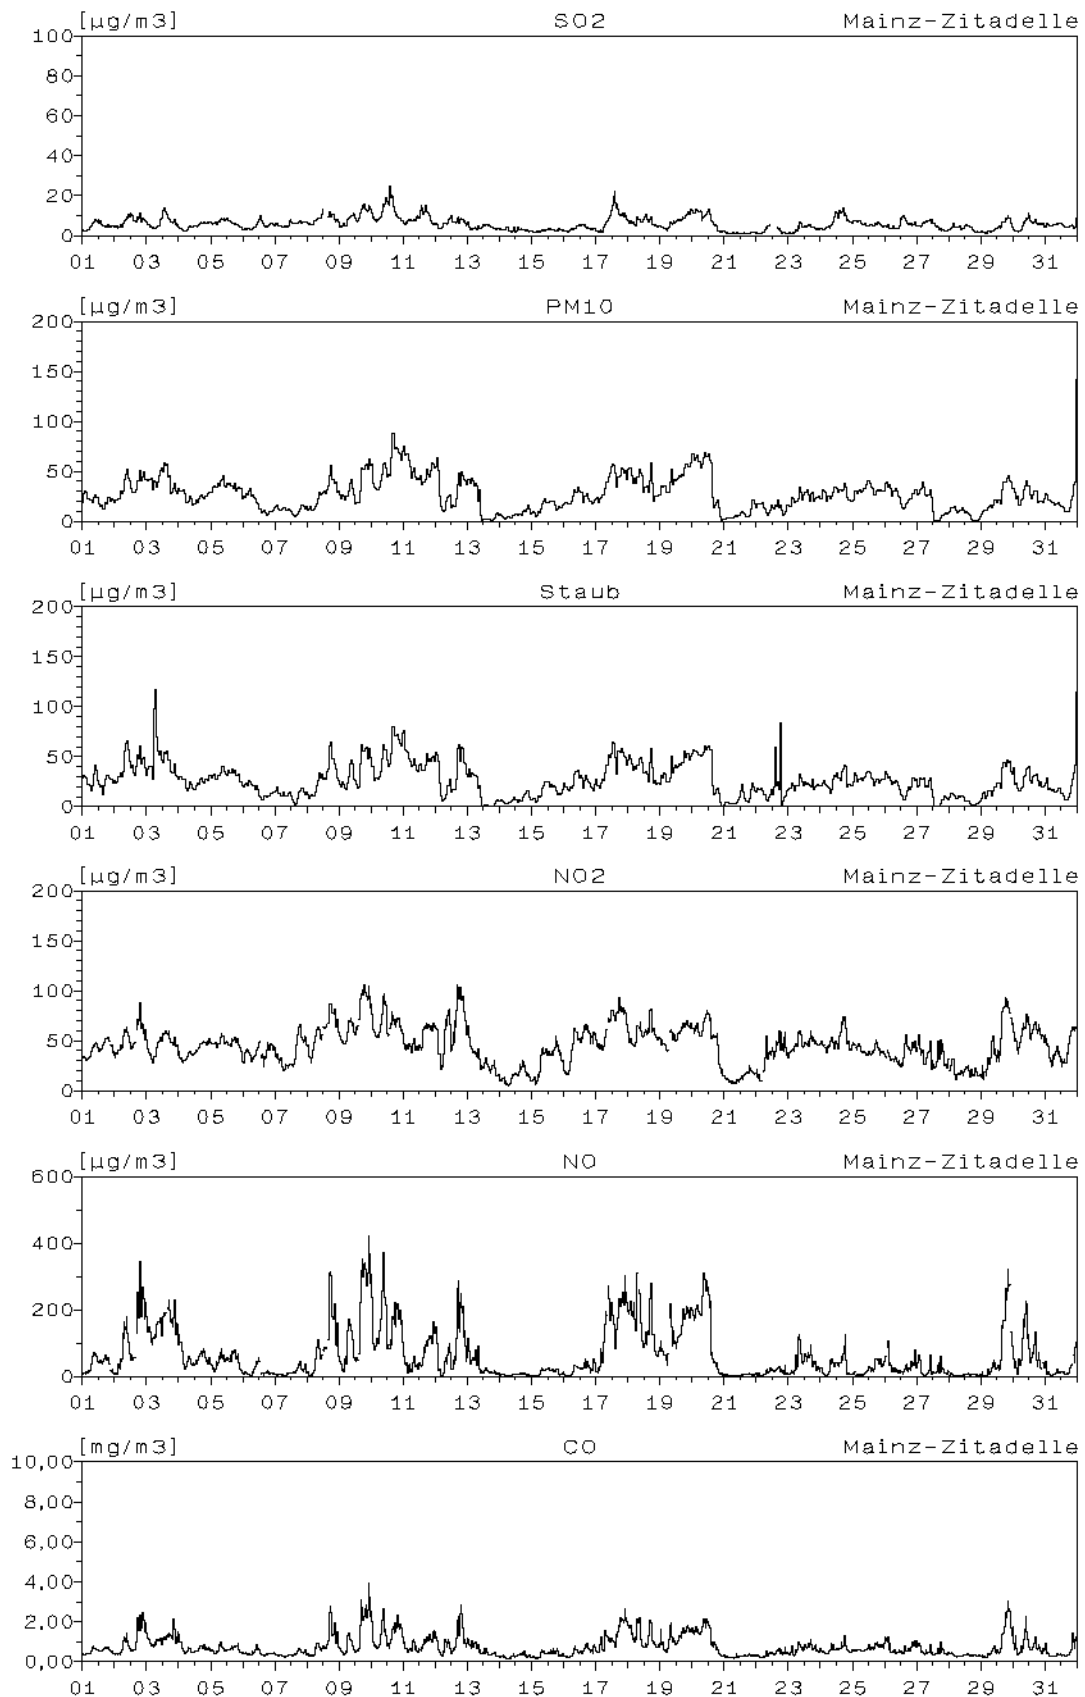 [µg/m3] SO2 Mainz-Zitadelle
100
80
60
40
20
0
01 03 05 07 09 11 13 15 17 19 21 23 25 27 29 31
[µg/m3] PM10 Mainz-Zitadelle
200
150
100
50
0
01 03 05 07 09 11 13 15 17 19 21 23 25 27 29 31
[µg/m3] Staub Mainz-Zitadelle
200
150
100
50
0
01 03 05 07 09 11 13 15 17 19 21 23 25 27 29 31
[µg/m3] NO2 Mainz-Zitadelle
200
150
100
50
0
01 03 05 07 09 11 13 15 17 19 21 23 25 27 29 31
[µg/m3] NO Mainz-Zitadelle
600
400
200
0
01 03 05 07 09 11 13 15 17 19 21 23 25 27 29 31
[mg/m3] CO Mainz-Zitadelle
10,00
8,00
6,00
4,00
2,00
0,00
01 03 05 07 09 11 13 15 17 19 21 23 25 27 29 31